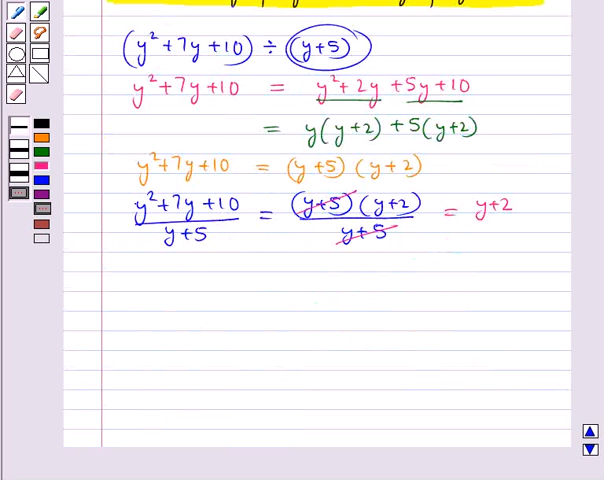 (y²+7y+10) ÷ (y+5)
y²+7y+10 = y²+2y +5y+10
= y(y+2)+5(y+2)
y²+7y+10 = (y+5)(y+2)
y²+7y+10 / y+5 = (y+5)(y+2) / y+5 = y+2